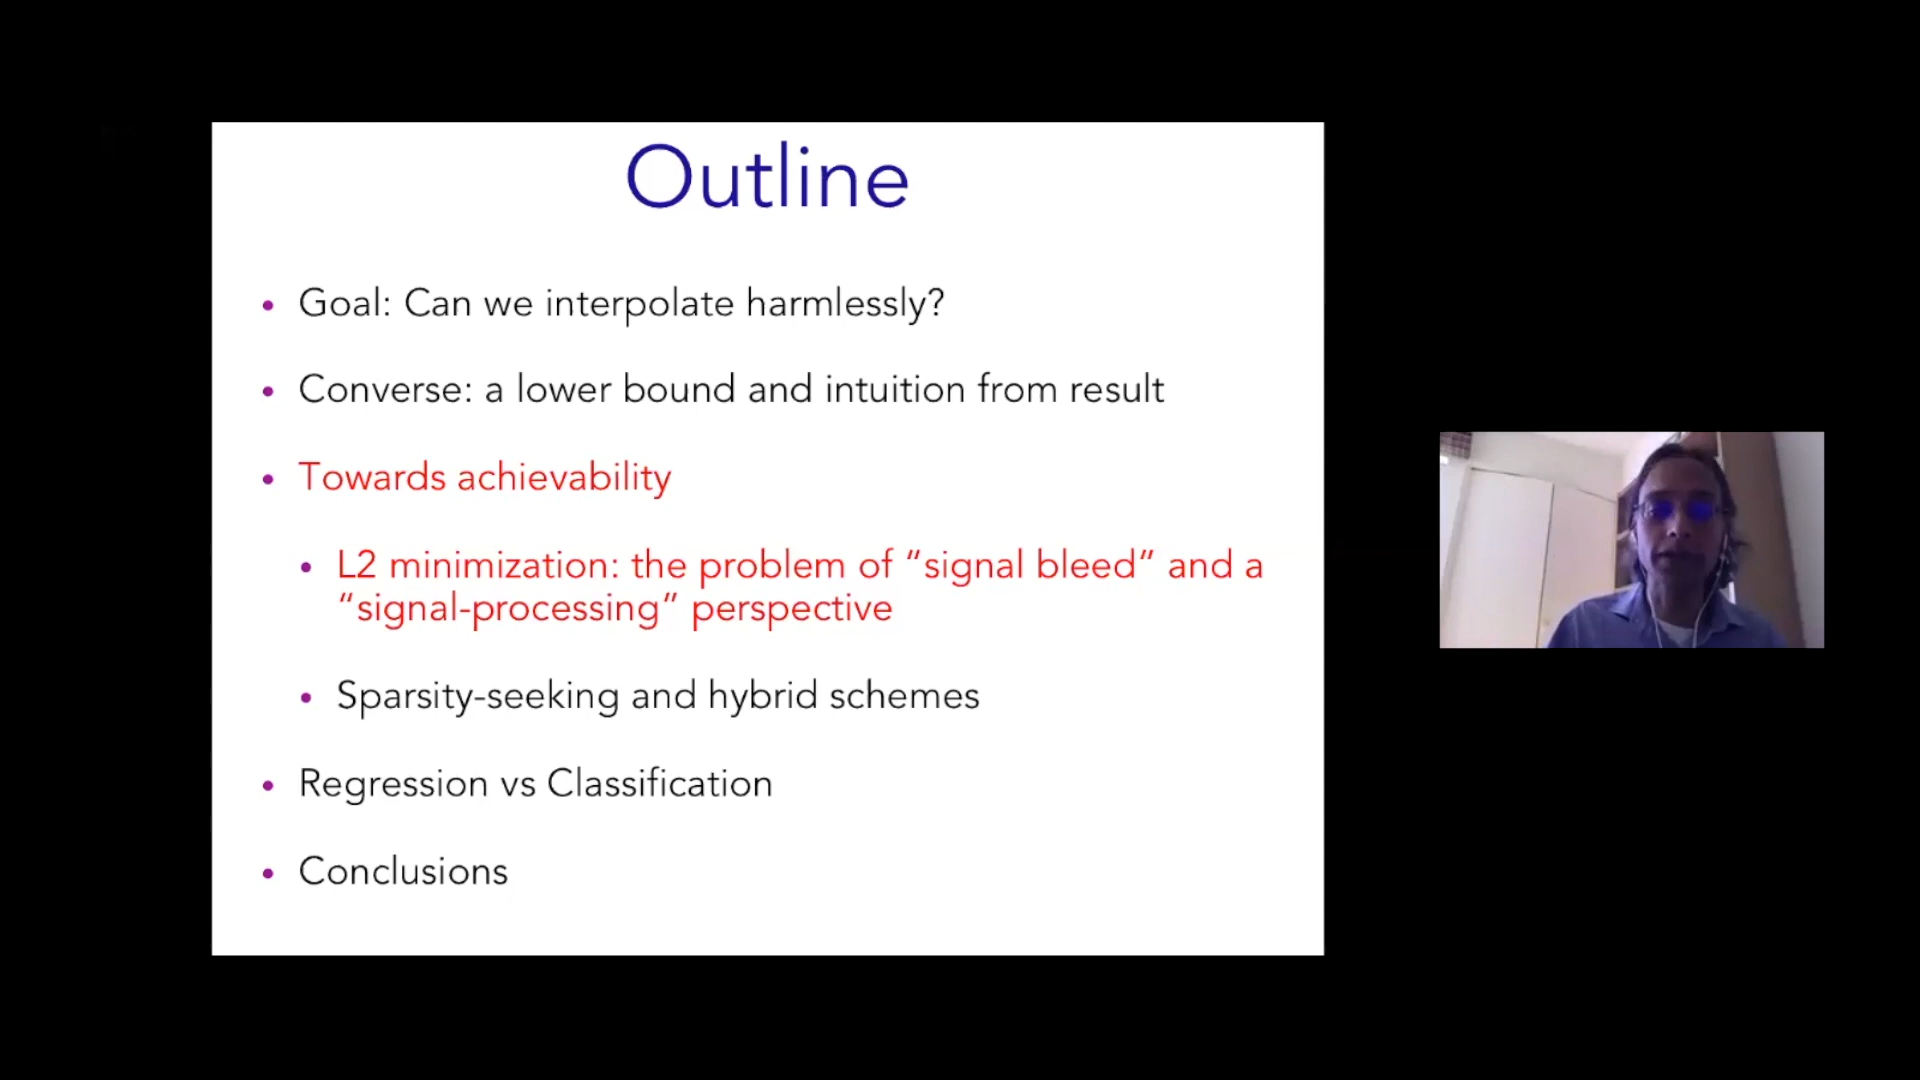 Outline
• Goal: Can we interpolate harmlessly?
• Converse: a lower bound and intuition from result
• Towards achievability
• L2 minimization: the problem of “signal bleed” and a
“signal-processing” perspective
• Sparsity-seeking and hybrid schemes
• Regression vs Classification
• Conclusions